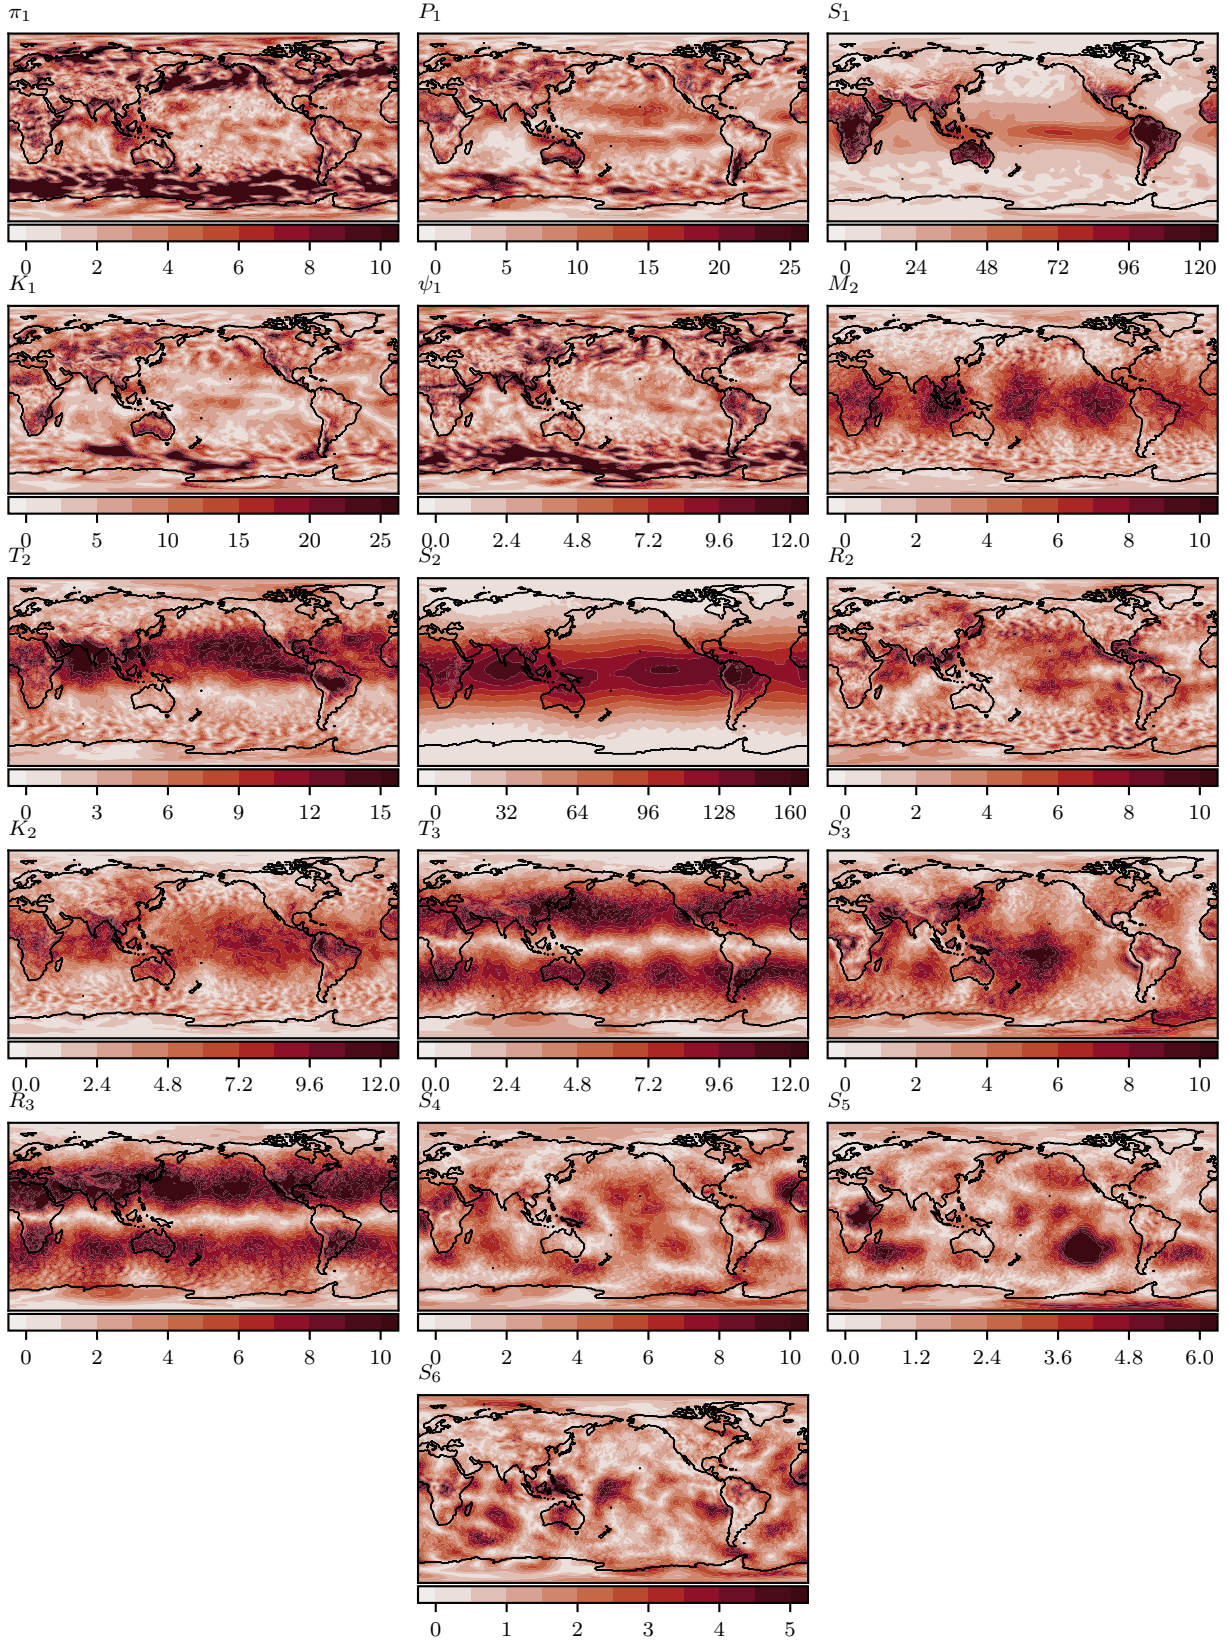 π₁ P₁ S₁
0 2 4 6 8 10 0 5 10 15 20 25 0 24 48 72 96 120
K₁ ψ₁ M₂
0 5 10 15 20 25 0.0 2.4 4.8 7.2 9.6 12.0 0 2 4 6 8 10
T₂ S₂ R₂
0 3 6 9 12 15 0 32 64 96 128 160 0 2 4 6 8 10
K₂ T₃ S₃
0.0 2.4 4.8 7.2 9.6 12.0 0.0 2.4 4.8 7.2 9.6 12.0 0 2 4 6 8 10
R₃ S₄ S₅
0 2 4 6 8 10 0 2 4 6 8 10 0.0 1.2 2.4 3.6 4.8 6.0
S₆
0 1 2 3 4 5